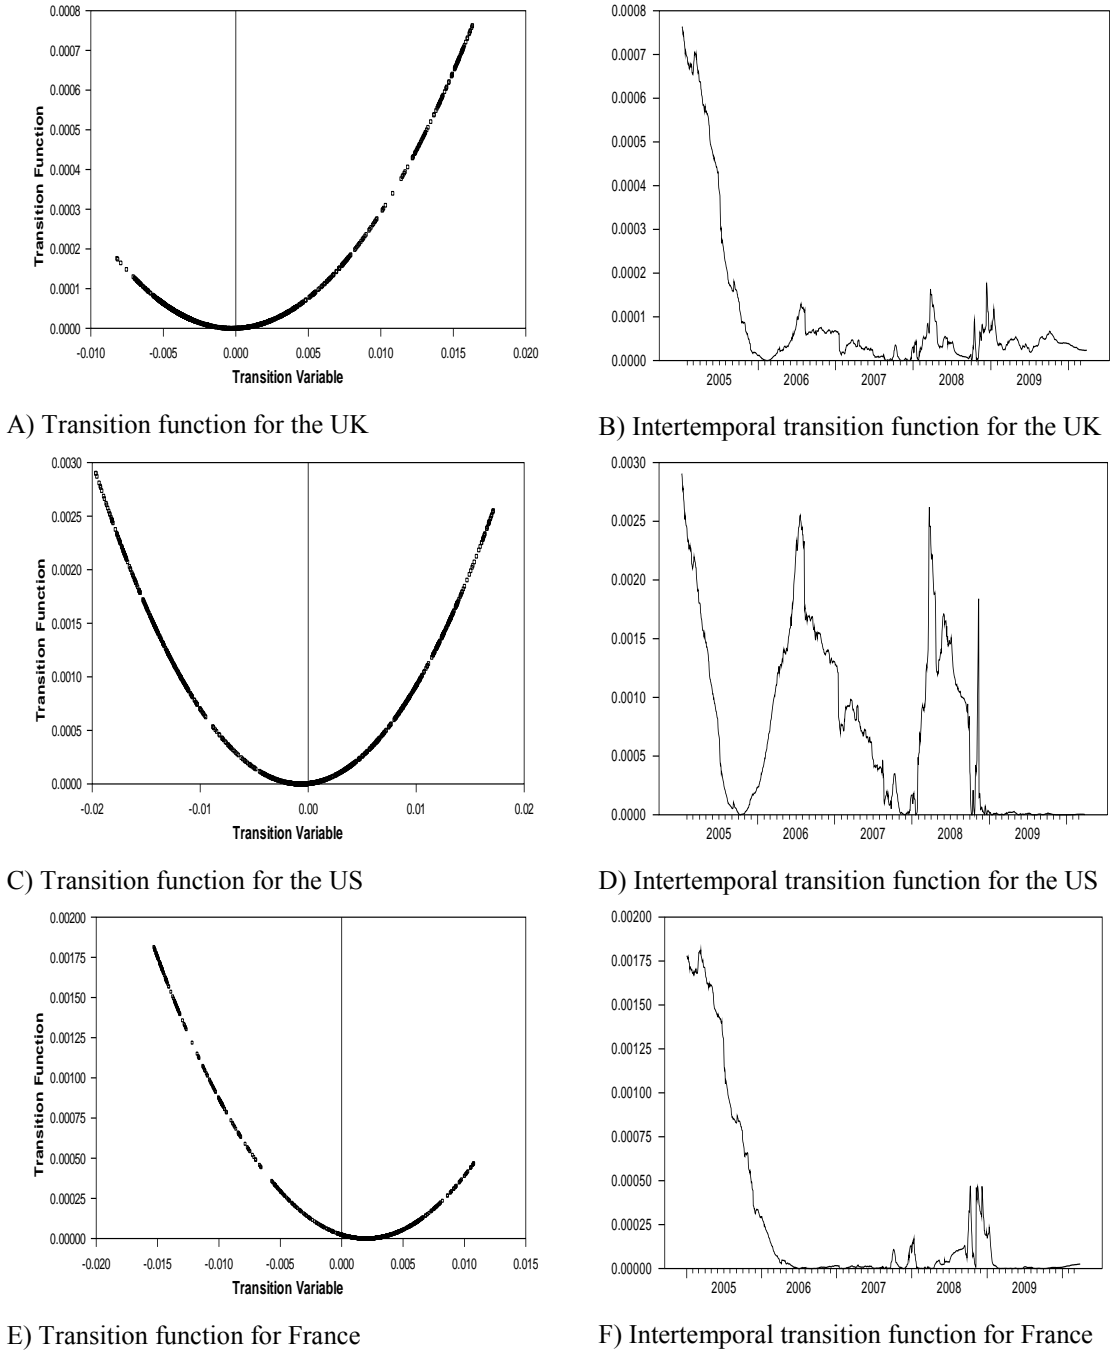 0.0008
0.0007
0.0006
0.0005
0.0004
0.0003
0.0002
0.0001
0.0000
Transition Function
-0.010 -0.005 0.000 0.005 0.010 0.015 0.020
Transition Variable
A) Transition function for the UK
0.0008
0.0007
0.0006
0.0005
0.0004
0.0003
0.0002
0.0001
0.0000
2005 2006 2007 2008 2009
B) Intertemporal transition function for the UK
0.0030
0.0025
0.0020
0.0015
0.0010
0.0005
0.0000
Transition Function
-0.02 -0.01 0.00 0.01 0.02
Transition Variable
C) Transition function for the US
0.0030
0.0025
0.0020
0.0015
0.0010
0.0005
0.0000
2005 2006 2007 2008 2009
D) Intertemporal transition function for the US
0.00200
0.00175
0.00150
0.00125
0.00100
0.00075
0.00050
0.00025
0.00000
Transition Function
-0.020 -0.015 -0.010 -0.005 0.000 0.005 0.010 0.015
Transition Variable
E) Transition function for France
0.00200
0.00175
0.00150
0.00125
0.00100
0.00075
0.00050
0.00025
0.00000
2005 2006 2007 2008 2009
F) Intertemporal transition function for France